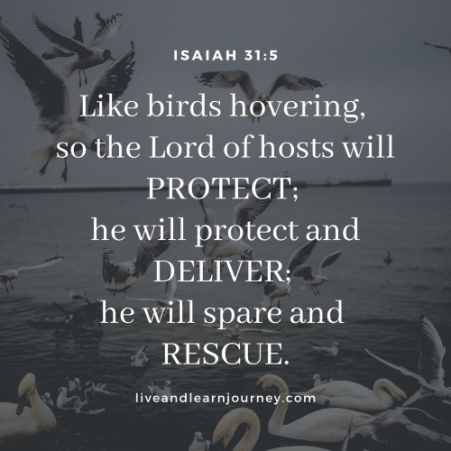 ISAIAH 31:5
Like birds hovering,
so the Lord of hosts will
PROTECT;
he will protect and
DELIVER;
he will spare and
RESCUE.
liveandlearnjourney.com